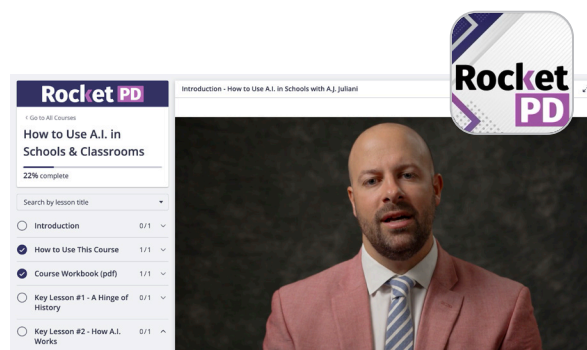 Rocket
PD
Rocket PD
Introduction - How to Use A.I. in Schools with A.J. Juliani
< Go to All Courses
How to Use A.I. in
Schools & Classrooms
22% complete
Search by lesson title
Introduction 0/1
How to Use This Course 1/1
Course Workbook (pdf) 1/1
Key Lesson #1 - A Hinge of 0/1
History
Key Lesson #2 - How A.I. 0/1
Works